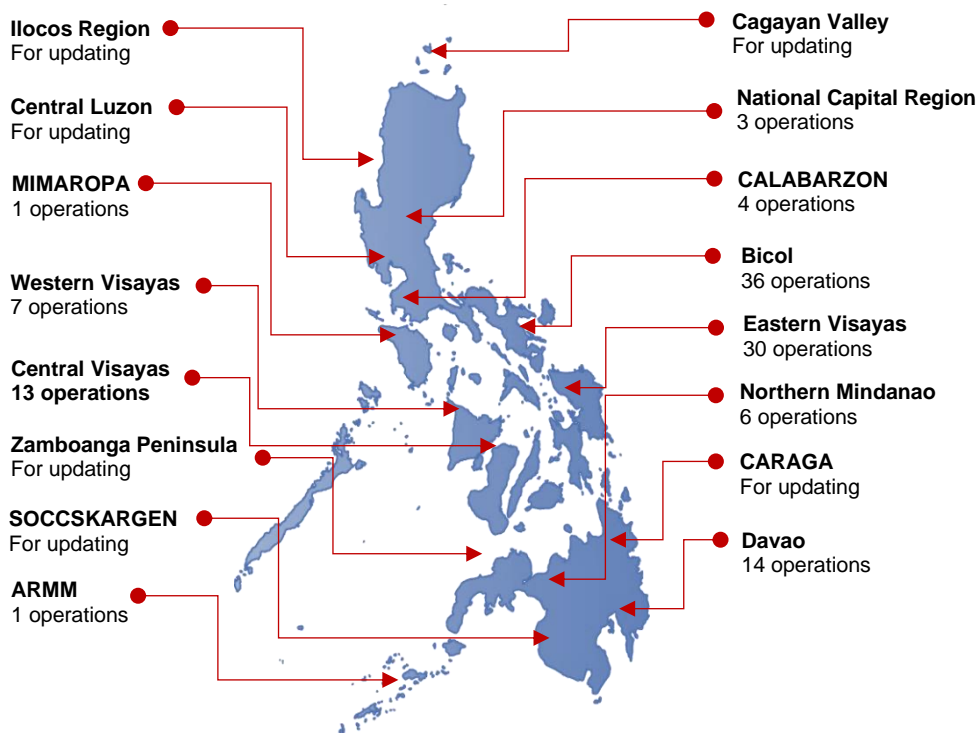 Ilocos Region
For updating
Central Luzon
For updating
MIMAROPA
1 operations
Western Visayas
7 operations
Central Visayas
13 operations
Zamboanga Peninsula
For updating
SOCCSKARGEN
For updating
ARMM
1 operations
Cagayan Valley
For updating
National Capital Region
3 operations
CALABARZON
4 operations
Bicol
36 operations
Eastern Visayas
30 operations
Northern Mindanao
6 operations
CARAGA
For updating
Davao
14 operations